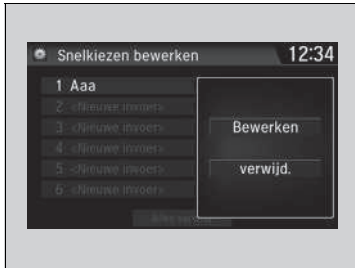 Snelkiezen bewerken
12:34
1 Aaa
2 <Nieuwe invoer>
3 <Nieuwe invoer>
4 <Nieuwe invoer>
5 <Nieuwe invoer>
6 <Nieuwe invoer>
Bewerken
verwijd.